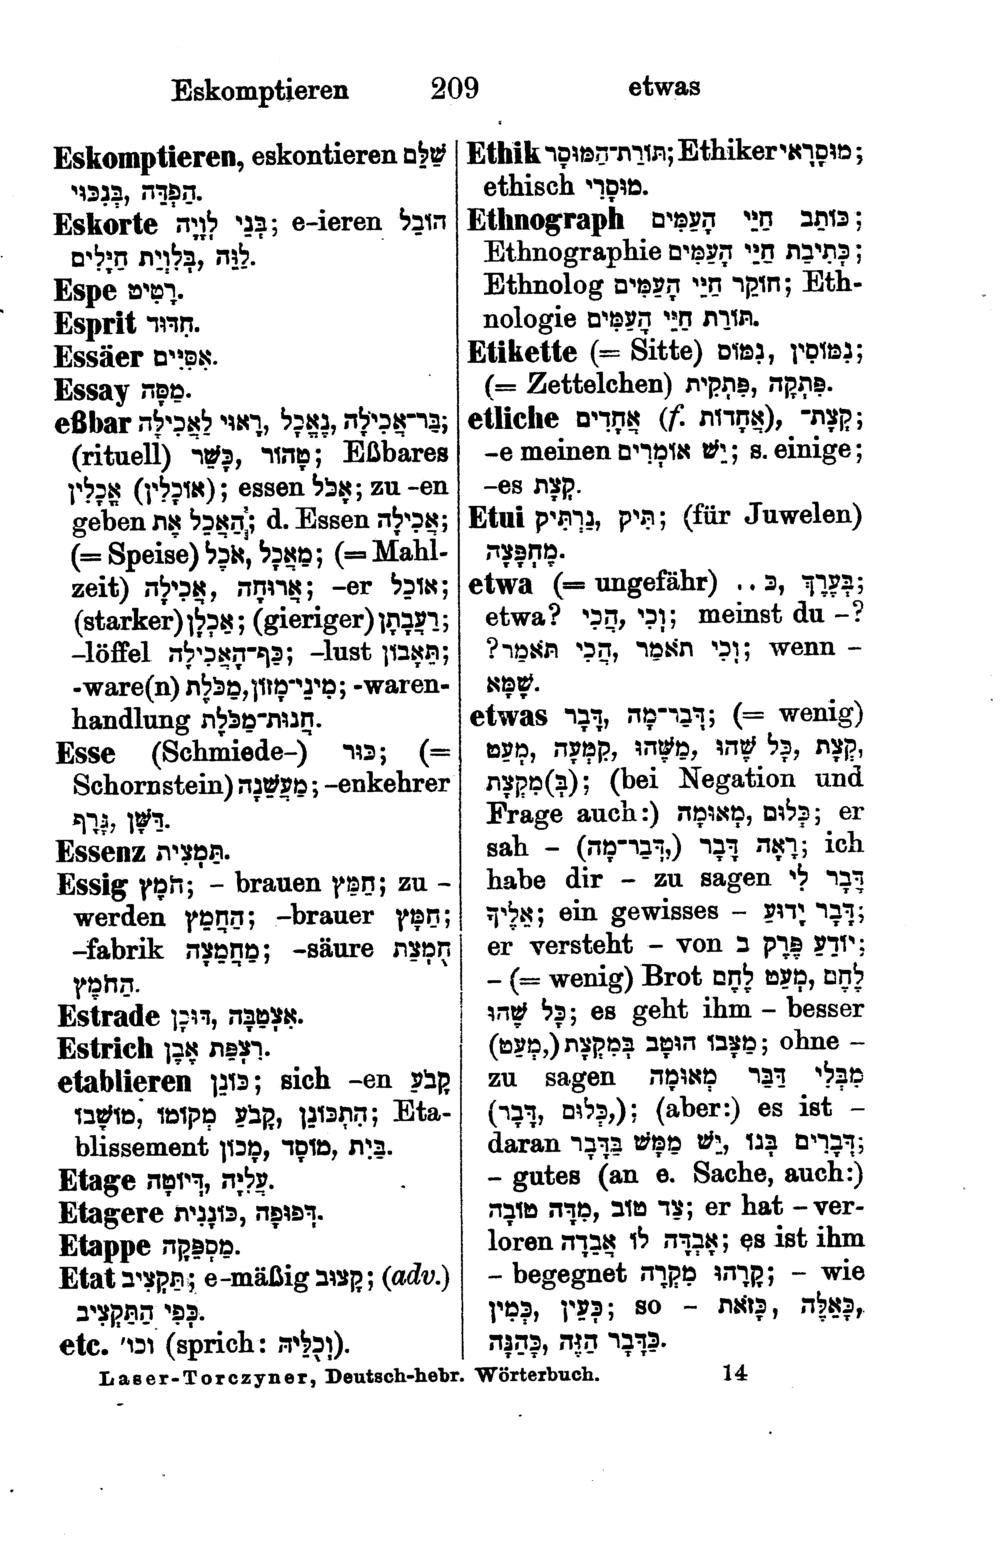 Eskomptieren 209 etwas
Eskomptieren, eskontieren שִׁלֵּם
הַפְדֵּה, בְּנִכּוּי.
Eskorte בְּנֵי לְוָיָה; e-ieren הוֹבֵל
לַוֵּה, בְּלִוְיַת חַיָּלִים.
Espe רְטִיט.
Esprit חִדּוּד.
Essäer אִסִּיִּים.
Essay מַסָּה.
eßbar בַּר־אֲכִילָה, נֶאֱכָל, רָאוּי לַאֲכִילָה;
(rituell) כָּשֵׁר, טָהוֹר; Eßbares
אֳכָלִין (אוֹכָלִין); essen אָכֹל; zu -en
geben הַאֲכֵל אֶת; d. Essen אֲכִילָה;
(= Speise) מַאֲכָל, אֹכֶל; (= Mahl-
zeit) אֲרוּחָה, אֲכִילָה; -er אוֹכֵל;
(starker) אַכְלָן; (gieriger) רַעַבְתָן;
-löffel כַּף־הָאֲכִילָה; -lust תֵּאָבוֹן;
-ware(n) מִינֵי־מָזוֹן, מַכֹּלֶת; -waren-
handlung חֲנוּת־מַכֹּלֶת.
Esse (Schmiede-) כּוּר; (=
Schornstein) מַעֲשֵׁנָה; -enkehrer
דַּשָּׁן, גָּרָף.
Essenz תַּמְצִית.
Essig חֹמֶץ; - brauen חַמֵּץ; zu -
werden הַחֲמֵץ; -brauer חַמָּץ;
-fabrik מַחְמֵצָה; -säure חֻמְצַת
הַחֹמֶץ.
Estrade אִצְטַבָּה, דּוּכָן.
Estrich רִצְפַּת אֶבֶן.
etablieren כּוֹנֵן; sich -en קָבֹעַ
מוֹשָׁבוֹ, קָבֹעַ מְקוֹמוֹ, הִתְכּוֹנֵן; Eta-
blissement בַּיִת, מוֹסָד, מָכוֹן.
Etage עֲלִיָּה, דְּיוֹטָה.
Etagere דְּפוּפָה, כּוֹנָנִית.
Etappe מַסְפֵּקָה.
Etat תַּקְצִיב; e-mäßig קָצוּב; (adv.)
כְּפִי הַתַּקְצִיב.
etc. וכו׳ (sprich: וְכֻלֵּיהּ).
Ethik תּוֹרַת־הַמּוּסָר; Ethiker מוּסְרָאִי;
ethisch מוּסָרִי.
Ethnograph כּוֹתֵב חַיֵּי הָעַמִּים;
Ethnographie כְּתִיבַת חַיֵּי הָעַמִּים;
Ethnolog חוֹקֵר חַיֵּי הָעַמִּים; Eth-
nologie תּוֹרַת חַיֵּי הָעַמִּים.
Etikette (= Sitte) נִמּוֹס, נִמּוֹסִין;
(= Zettelchen) פִּתְקָה, פִּתְקִית.
etliche אֲחָדִים (f. אֲחָדוֹת), קְצָת־;
-e meinen יֵשׁ אוֹמְרִים; s. einige;
-es קְצָת.
Etui תִּיק, נַרְתִּיק; (für Juwelen)
מַחְפָּצָה.
etwa (= ungefähr) בְּעֵרֶךְ, כ..;
etwa? וְכִי, הֲכִי; meinst du -?
וְכִי תֹאמַר, הֲכִי תֹּאמַר?; wenn -
שֶׁמָּא.
etwas דְּבַר־מָה, דָּבָר; (= wenig)
קְצָת, כָּל שֶׁהוּ, מַשֶּׁהוּ, קִמְעָה, מְעַט
(בְּ)מִקְצָת; (bei Negation und
Frage auch:) כְּלוּם, מְאוּמָה; er
sah - רָאָה דָבָר (דְּבַר־מָה,); ich
habe dir - zu sagen דָּבָר לִי
אֵלֶיךָ; ein gewisses - דָּבָר יָדוּעַ;
er versteht - von יוֹדֵעַ פֶּרֶק ב;
- (= wenig) Brot לֶחֶם, מְעַט לֶחֶם
כָּל שֶׁהוּ; es geht ihm - besser
מַצָּבוֹ הוּטַב בְּמִקְצָת (מְעַט,); ohne -
zu sagen מִבְּלִי דַּבֵּר מְאוּמָה
(כְּלוּם, דָּבָר,); (aber:) es ist -
daran דְּבָרִים בְּגוֹ, יֵשׁ מַמָּשׁ בַּדָּבָר;
- gutes (an e. Sache, auch:)
צַד טוֹב, מִדָּה טוֹבָה; er hat - ver-
loren אָבְדָה לוֹ אֲבֵדָה; es ist ihm
- begegnet קָרָהוּ מִקְרֶה; - wie
כְּעֵין, כְּמִין; so - כָּאֵלֶּה, כָּזֹאת,
כַּדָּבָר הַזֶּה, כָּהֵנָּה.
Laser-Torczyner, Deutsch-hebr. Wörterbuch. 14